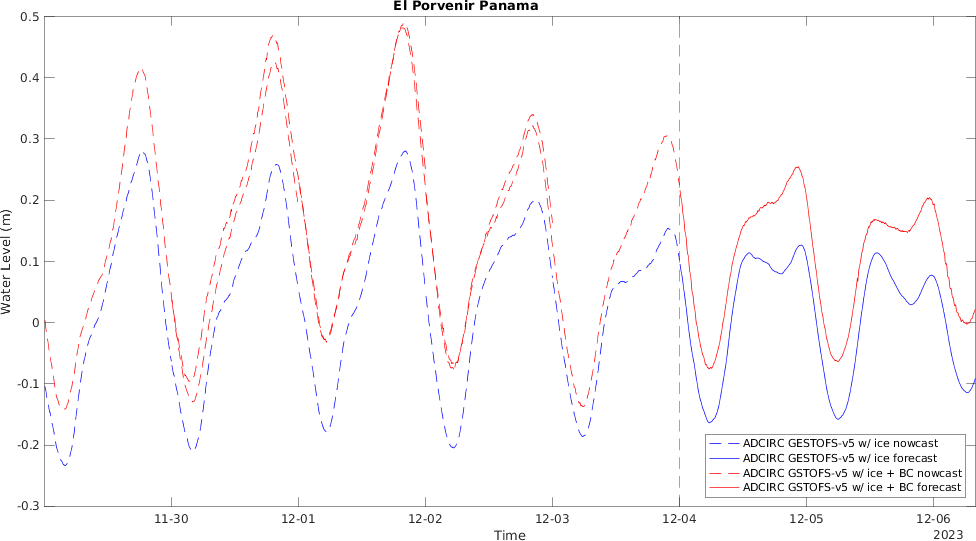 El Porvenir Panama
0.5
0.4
0.3
0.2
0.1
0
-0.1
-0.2
-0.3
Water Level (m)
ADCIRC GESTOFS-v5 w/ ice nowcast
ADCIRC GESTOFS-v5 w/ ice forecast
ADCIRC GSTOFS-v5 w/ ice + BC nowcast
ADCIRC GSTOFS-v5 w/ ice + BC forecast
11-30 12-01 12-02 12-03 12-04 12-05 12-06
Time 2023